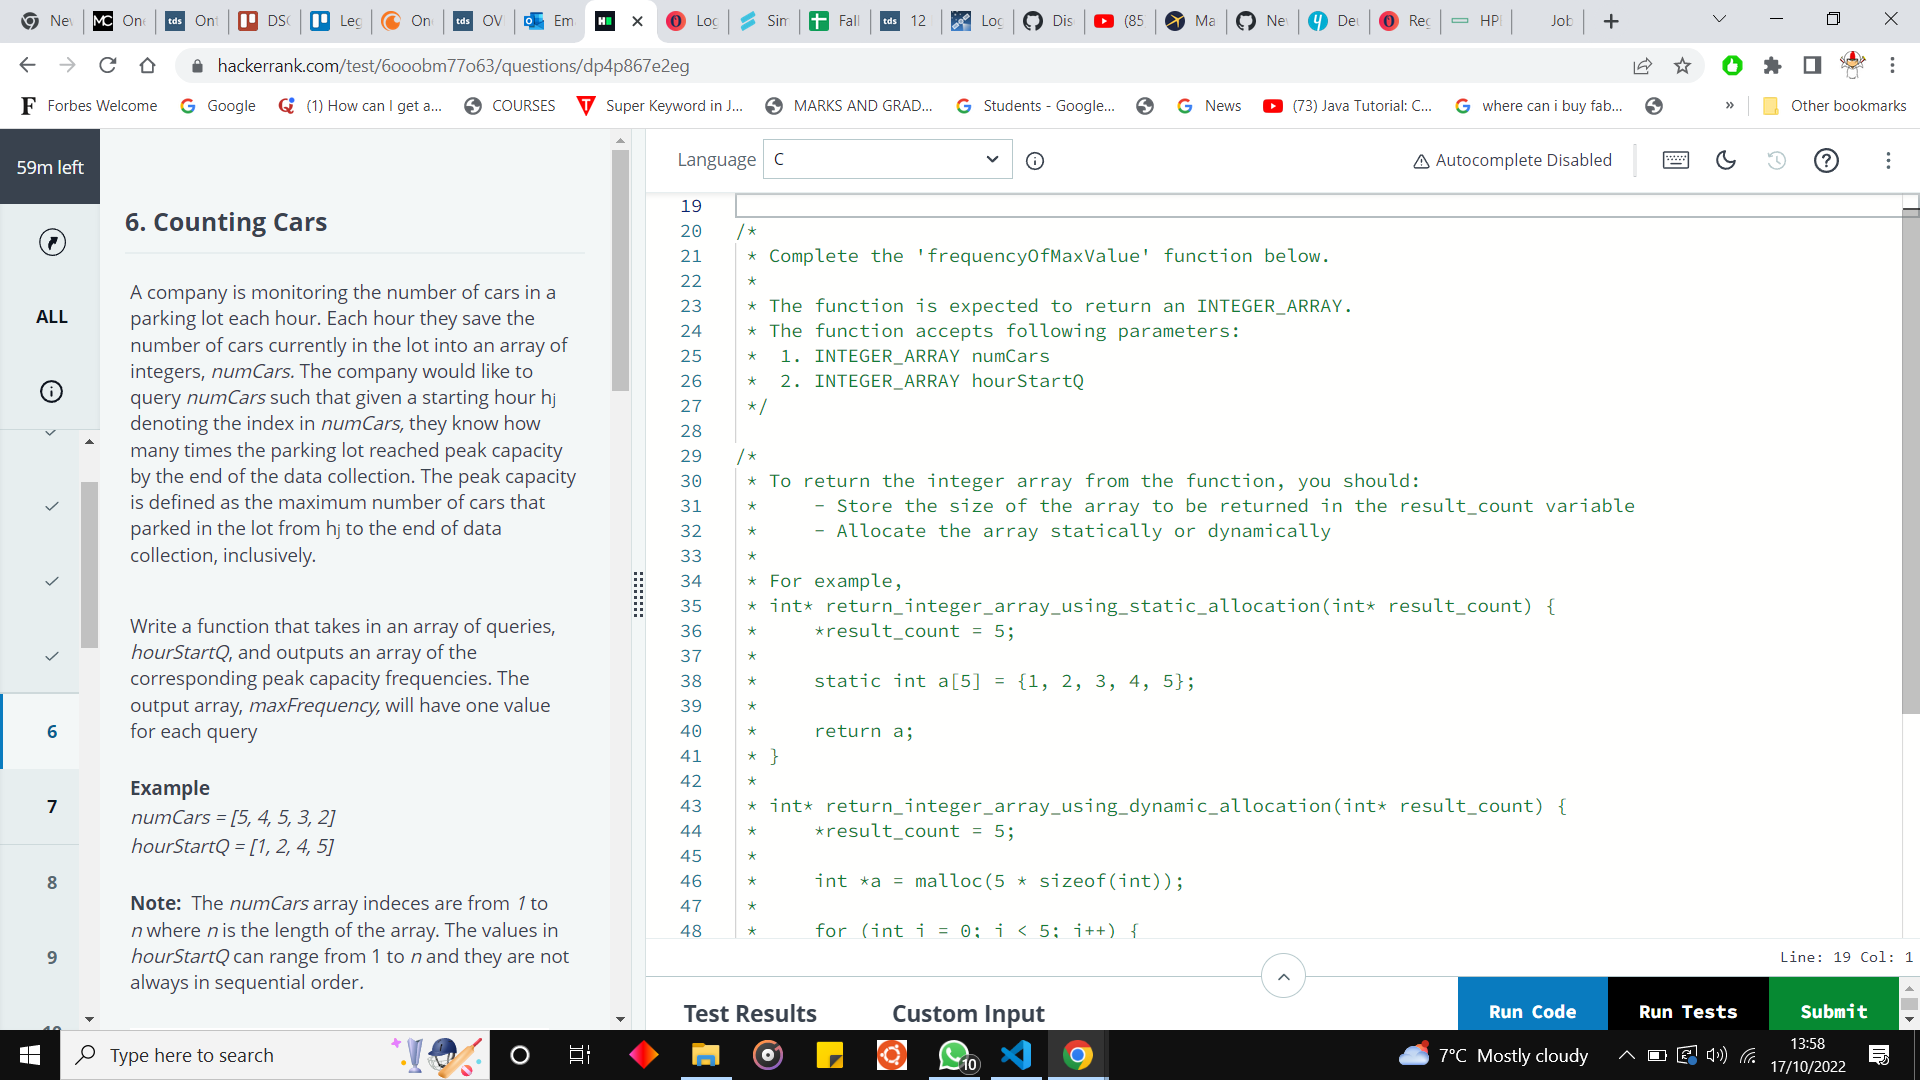 Ne
On
Ont
DSC
Leg
On
OV
Em
Log
Sim
Fall
12
Log
Dis
(85
Ma
Ne
De
Reg
HPI
Job
hackerrank.com/test/6ooobm77o63/questions/dp4p867e2eg
Forbes Welcome
Google
(1) How can I get a...
COURSES
Super Keyword in J...
MARKS AND GRAD...
Students - Google...
News
(73) Java Tutorial: C...
where can i buy fab...
»
Other bookmarks
59m left
ALL
6
7
8
9
10
6. Counting Cars
A company is monitoring the number of cars in a
parking lot each hour. Each hour they save the
number of cars currently in the lot into an array of
integers, numCars. The company would like to
query numCars such that given a starting hour hj
denoting the index in numCars, they know how
many times the parking lot reached peak capacity
by the end of the data collection. The peak capacity
is defined as the maximum number of cars that
parked in the lot from hj to the end of data
collection, inclusively.
Write a function that takes in an array of queries,
hourStartQ, and outputs an array of the
corresponding peak capacity frequencies. The
output array, maxFrequency, will have one value
for each query
Example
numCars = [5, 4, 5, 3, 2]
hourStartQ = [1, 2, 4, 5]
Note: The numCars array indeces are from 1 to
n where n is the length of the array. The values in
hourStartQ can range from 1 to n and they are not
always in sequential order.
Language C
Autocomplete Disabled
19
20 /*
21 * Complete the 'frequencyOfMaxValue' function below.
22 *
23 * The function is expected to return an INTEGER_ARRAY.
24 * The function accepts following parameters:
25 * 1. INTEGER_ARRAY numCars
26 * 2. INTEGER_ARRAY hourStartQ
27 */
28
29 /*
30 * To return the integer array from the function, you should:
31 * - Store the size of the array to be returned in the result_count variable
32 * - Allocate the array statically or dynamically
33 *
34 * For example,
35 * int* return_integer_array_using_static_allocation(int* result_count) {
36 * *result_count = 5;
37 *
38 * static int a[5] = {1, 2, 3, 4, 5};
39 *
40 * return a;
41 * }
42 *
43 * int* return_integer_array_using_dynamic_allocation(int* result_count) {
44 * *result_count = 5;
45 *
46 * int *a = malloc(5 * sizeof(int));
47 *
48 * for (int i = 0; i < 5; i++) {
Line: 19 Col: 1
Test Results
Custom Input
Run Code
Run Tests
Submit
Type here to search
10
7°C Mostly cloudy
13:58
17/10/2022